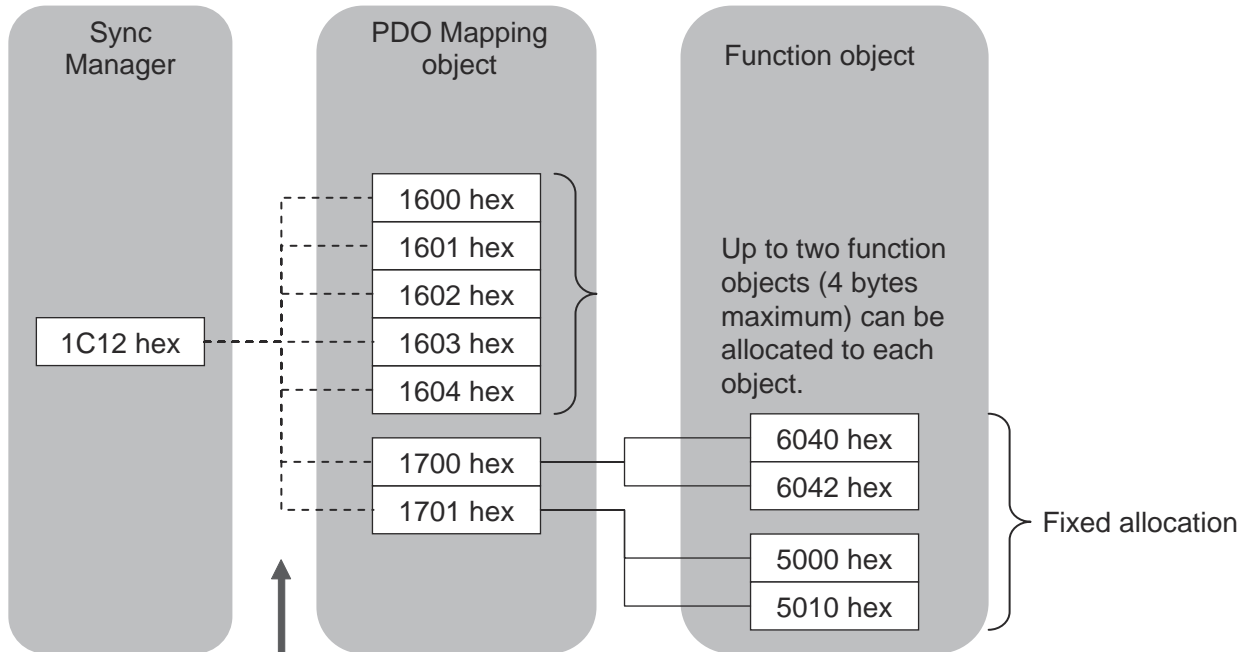 Sync
Manager
PDO Mapping
object
Function object
1600 hex
1601 hex
1602 hex
1603 hex
1604 hex
1C12 hex
Up to two function
objects (4 bytes
maximum) can be
allocated to each
object.
1700 hex
1701 hex
6040 hex
6042 hex
5000 hex
5010 hex
Fixed allocation